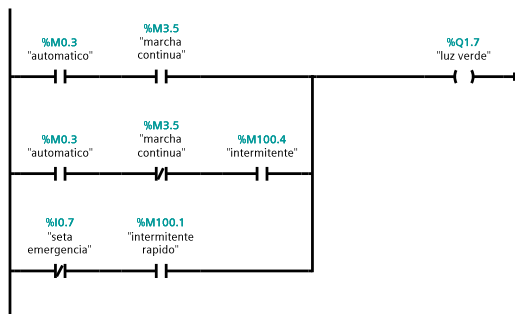 %M0.3
"automatico"
%M3.5
"marcha
continua"
%Q1.7
"luz verde"
%M0.3
"automatico"
%M3.5
"marcha
continua"
%M100.4
"intermitente"
%I0.7
"seta
emergencia"
%M100.1
"intermitente
rapido"